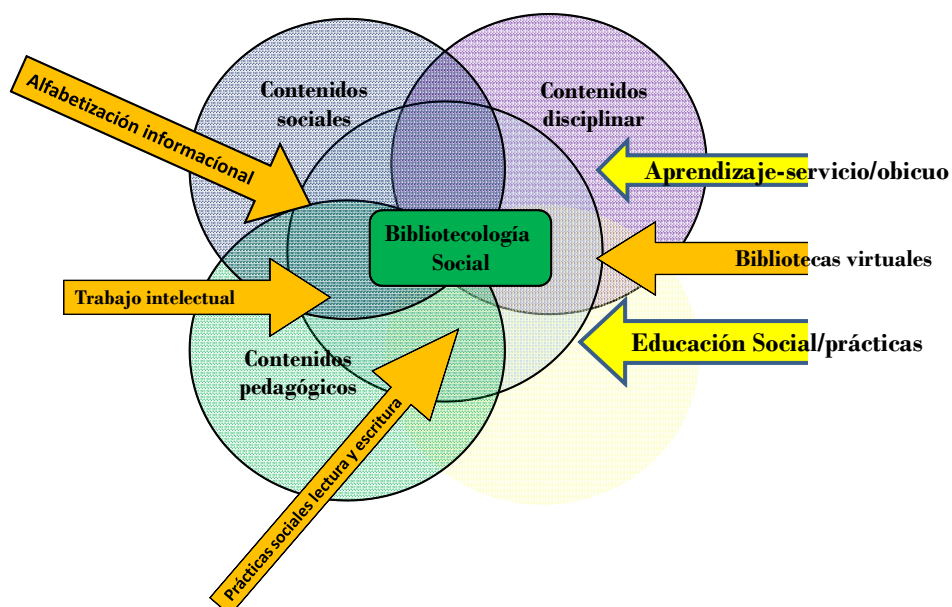 Contenidos
sociales
Contenidos
disciplinar
Alfabetización informacíonal
Aprendizaje-servicio/obicuo
Bibliotecología
Social
Bibliotecas virtuales
Trabajo intelectual
Educación Social/prácticas
Contenidos
pedagógicos
Prácticas sociales lectura y escritura